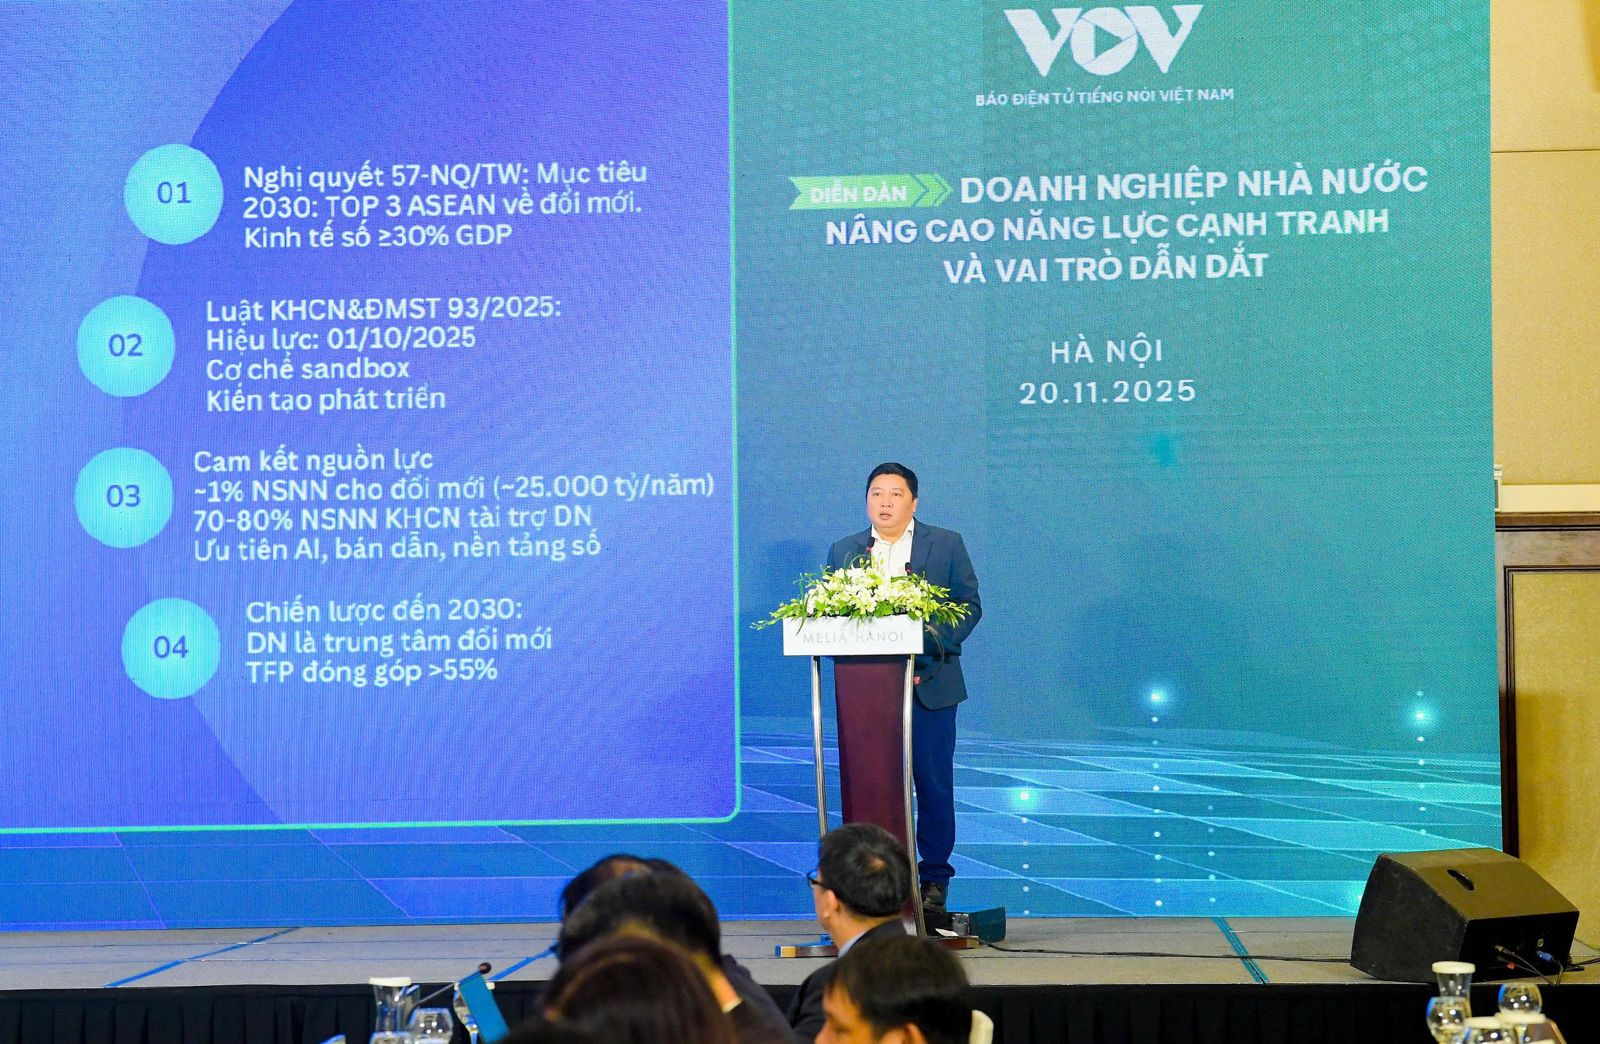 01
Nghị quyết 57-NQ/TW: Mục tiêu
2030: TOP 3 ASEAN về đổi mới.
Kinh tế số ≥30% GDP
02
Luật KHCN&ĐMST 93/2025:
Hiệu lực: 01/10/2025
Cơ chế sandbox
Kiến tạo phát triển
03
Cam kết nguồn lực
~1% NSNN cho đổi mới (~25.000 tỷ/năm)
70-80% NSNN KHCN tài trợ DN
Ưu tiên AI, bán dẫn, nền tảng số
04
Chiến lược đến 2030:
DN là trung tâm đổi mới
TFP đóng góp >55%
VOV
BÁO ĐIỆN TỬ TIẾNG NÓI VIỆT NAM
DIỄN ĐÀN DOANH NGHIỆP NHÀ NƯỚC
NÂNG CAO NĂNG LỰC CẠNH TRANH
VÀ VAI TRÒ DẪN DẮT
HÀ NỘI
20.11.2025
MELIÃ HANOI